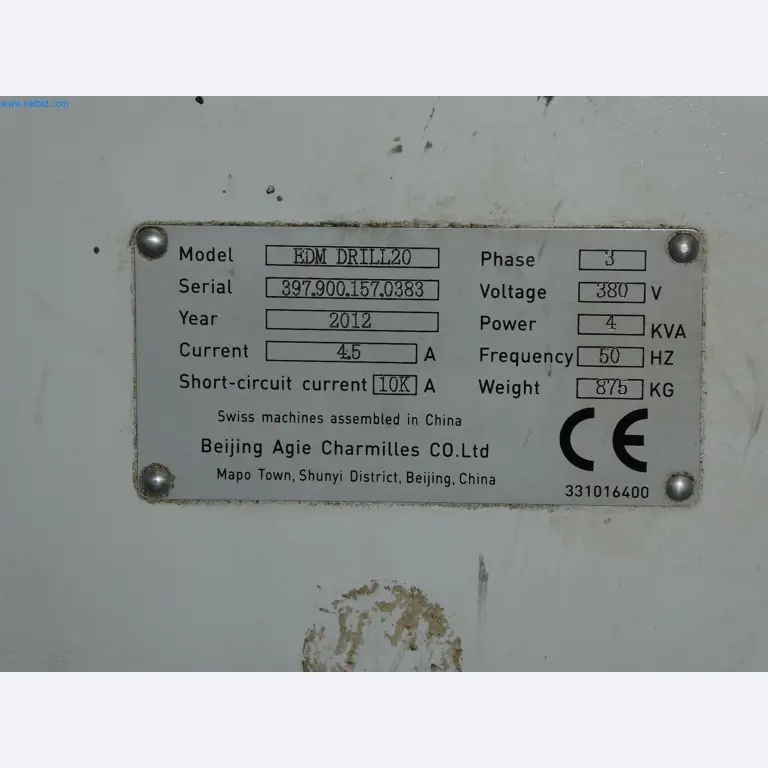 www.netbid.com
Model EDM DRILL20
Serial 397.900.157.0383
Year 2012
Current 4.5 A
Short-circuit current 10K A
Phase 3
Voltage 380 V
Power 4 KVA
Frequency 50 HZ
Weight 875 KG
Swiss machines assembled in China
Beijing Agie Charmilles CO.Ltd
Mapo Town, Shunyi District, Beijing, China
CE
331016400